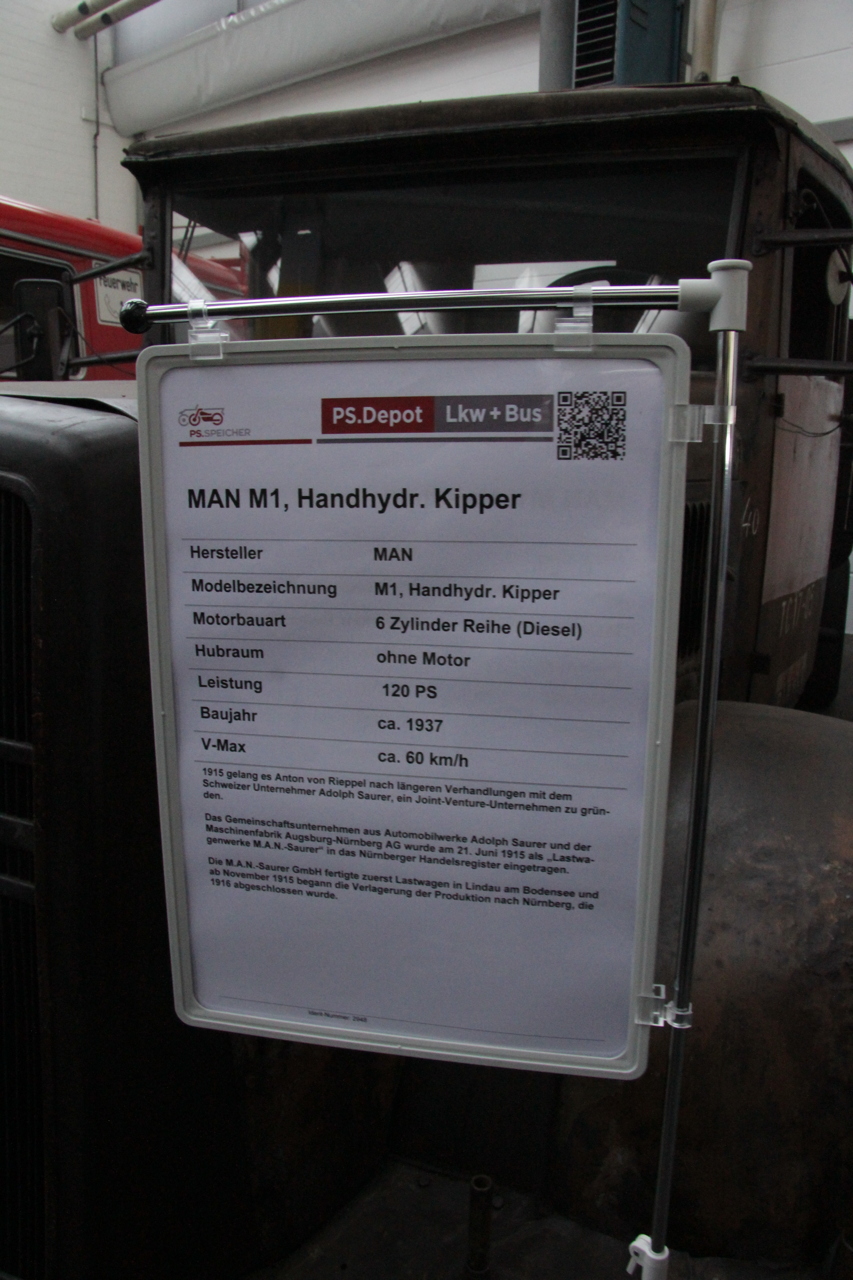 Feuerwehr
PS.SPEICHER
PS.Depot Lkw + Bus
MAN M1, Handhydr. Kipper
Hersteller MAN
Modelbezeichnung M1, Handhydr. Kipper
Motorbauart 6 Zylinder Reihe (Diesel)
Hubraum ohne Motor
Leistung 120 PS
Baujahr ca. 1937
V-Max ca. 60 km/h
1915 gelang es Anton von Rieppel nach längeren Verhandlungen mit dem
Schweizer Unternehmer Adolph Saurer, ein Joint-Venture-Unternehmen zu grün-
den.
Das Gemeinschaftsunternehmen aus Automobilwerke Adolph Saurer und der
Maschinenfabrik Augsburg-Nürnberg AG wurde am 21. Juni 1915 als „Lastwa-
genwerke M.A.N.-Saurer“ in das Nürnberger Handelsregister eingetragen.
Die M.A.N.-Saurer GmbH fertigte zuerst Lastwagen in Lindau am Bodensee und
ab November 1915 begann die Verlagerung der Produktion nach Nürnberg, die
1916 abgeschlossen wurde.
Ident-Nummer: 2949
40